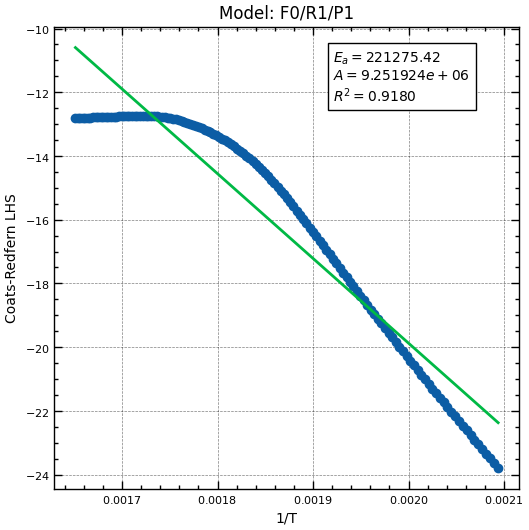 Model: F0/R1/P1
E_a = 221275.42
A = 9.251924e + 06
R² = 0.9180
Coats-Redfern LHS
−10
−12
−14
−16
−18
−20
−22
−24
0.0017 0.0018 0.0019 0.0020 0.0021
1/T